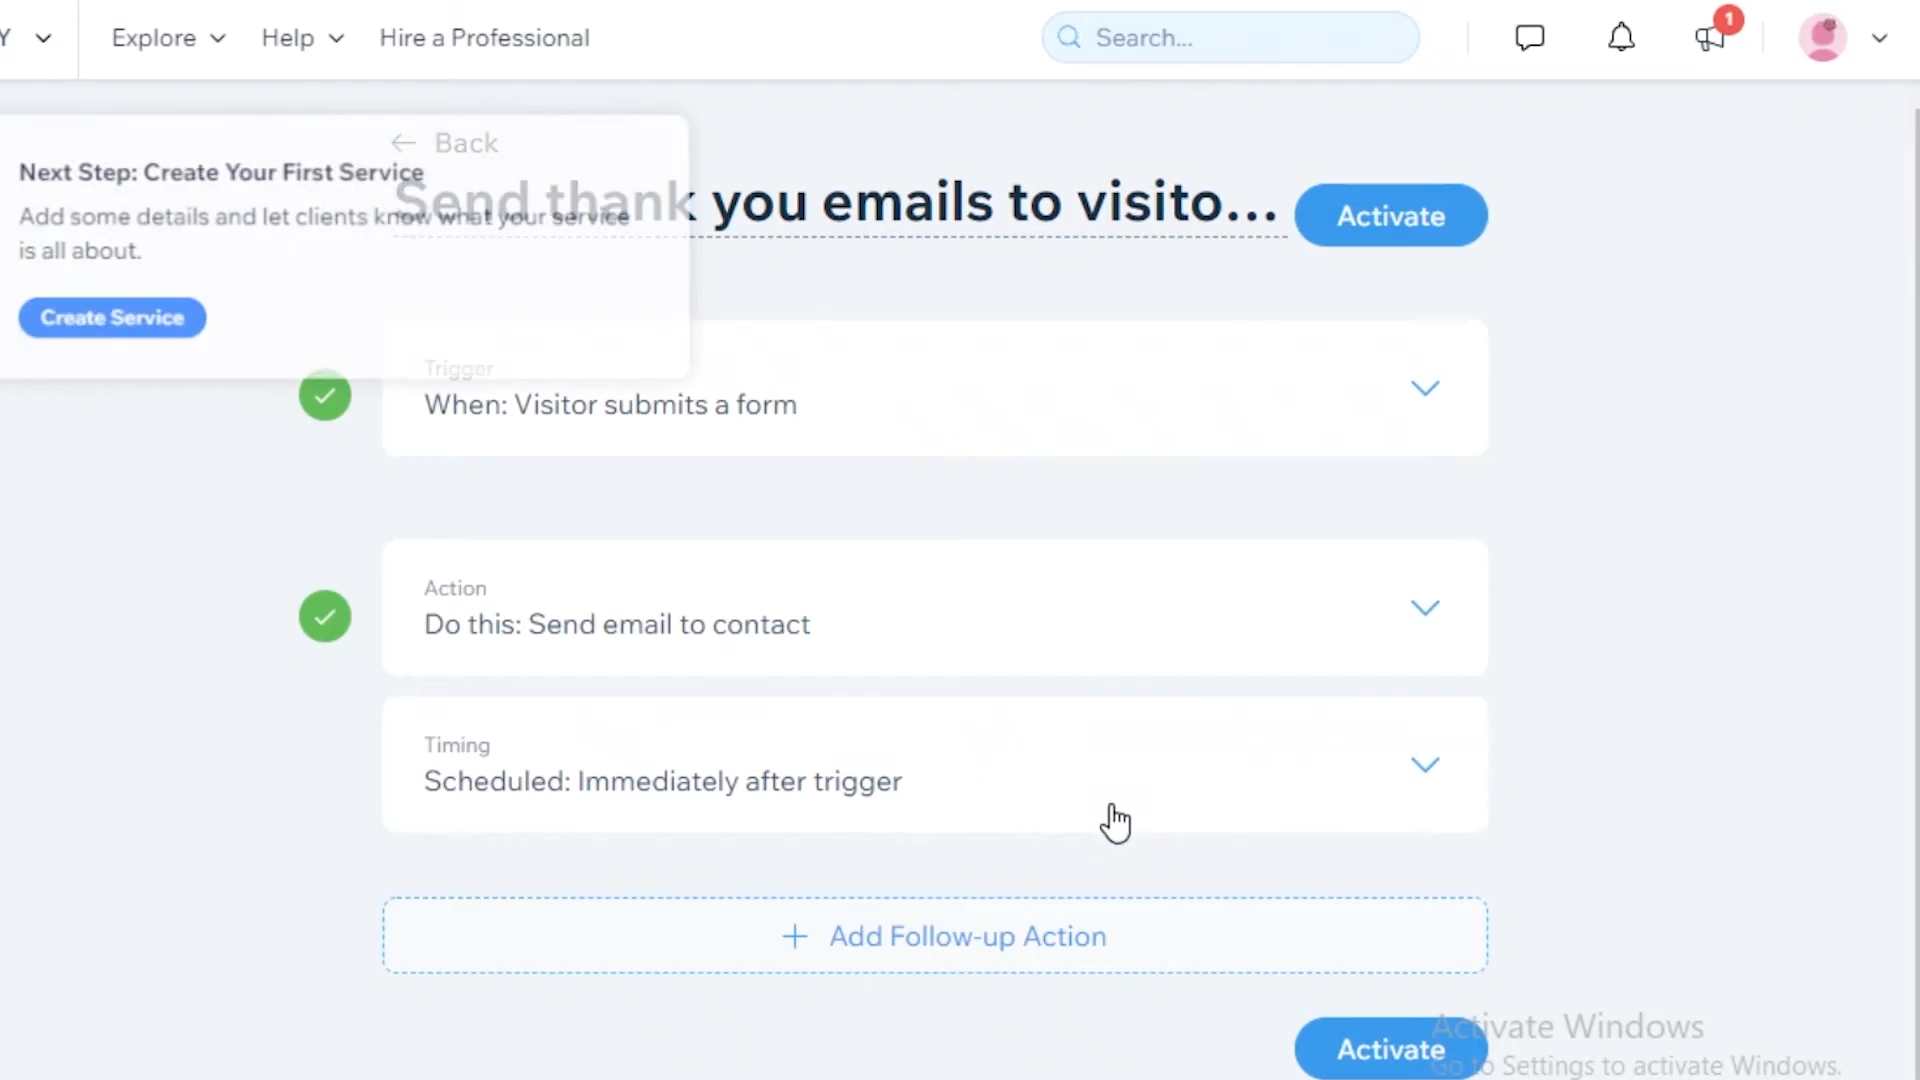 Y Explore Help Hire a Professional Search... 1
Back
Next Step: Create Your First Service
Send thank you emails to visito...
Activate
Add some details and let clients know what your service
is all about.
Create Service
Trigger
When: Visitor submits a form
Action
Do this: Send email to contact
Timing
Scheduled: Immediately after trigger
+ Add Follow-up Action
Activate
Activate Windows
Go to Settings to activate Windows.